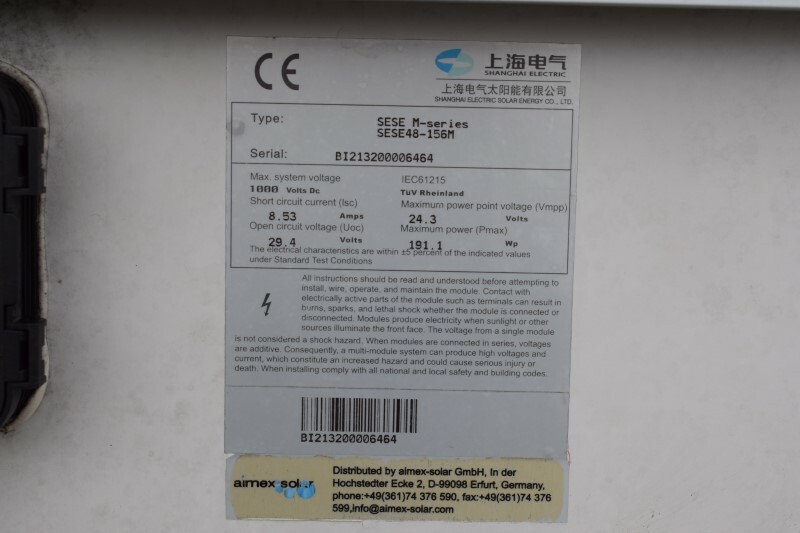 CE
上海电气
SHANGHAI ELECTRIC
上海电气太阳能有限公司
SHANGHAI ELECTRIC SOLAR ENERGY CO., LTD.
Type: SESE M-series
SESE48-156M
Serial: BI213200006464
Max. system voltage IEC61215
1000 Volts Dc TüV Rheinland
Short circuit current (Isc) Maximum power point voltage (Vmpp)
8.53 Amps 24.3 Volts
Open circuit voltage (Uoc) Maximum power (Pmax)
29.4 Volts 191.1 Wp
The electrical characteristics are within ±5 percent of the indicated values
under Standard Test Conditions
All instructions should be read and understood before attempting to
install, wire, operate, and maintain the module. Contact with
electrically active parts of the module such as terminals can result in
burns, sparks, and lethal shock whether the module is connected or
disconnected. Modules produce electricity when sunlight or other
sources illuminate the front face. The voltage from a single module
is not considered a shock hazard. When modules are connected in series, voltages
are additive. Consequently, a multi-module system can produce high voltages and
current, which constitute an increased hazard and could cause serious injury or
death. When installing comply with all national and local safety and building codes.
BI213200006464
aimex-solar
Distributed by aimex-solar GmbH, In der
Hochstedter Ecke 2, D-99098 Erfurt, Germany,
phone:+49(361)74 376 590, fax:+49(361)74 376
599,info@aimex-solar.com